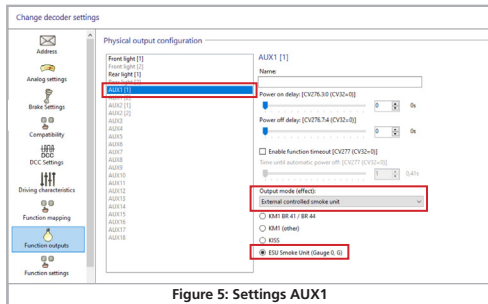 Change decoder settings
Address
Analog settings
Brake Settings
Compatibility
DCC
DCC Settings
Driving characteristics
Function mapping
Function outputs
Function settings
Physical output configuration
Front light [1]
Front light [2]
Rear light [1]
AUX1 [1]
AUX2 [1]
AUX2 [2]
AUX3
AUX4
AUX5
AUX6
AUX7
AUX8
AUX9
AUX10
AUX11
AUX12
AUX13
AUX14
AUX15
AUX16
AUX17
AUX18
AUX1 [1]
Name:
Power on delay: [CV276.3:0 (CV32=0)]
0 0s
Power off delay: [CV276.7:4 (CV32=0)]
0 0s
Enable function timeout [CV277 (CV32=0)]
Time until automatic power off: [CV277 (CV32=0)]
1 0,41s
Output mode (effect):
External controlled smoke unit
KM1 BR 41 / BR 44
KM1 (other)
KISS
ESU Smoke Unit (Gauge 0, G)
Figure 5: Settings AUX1